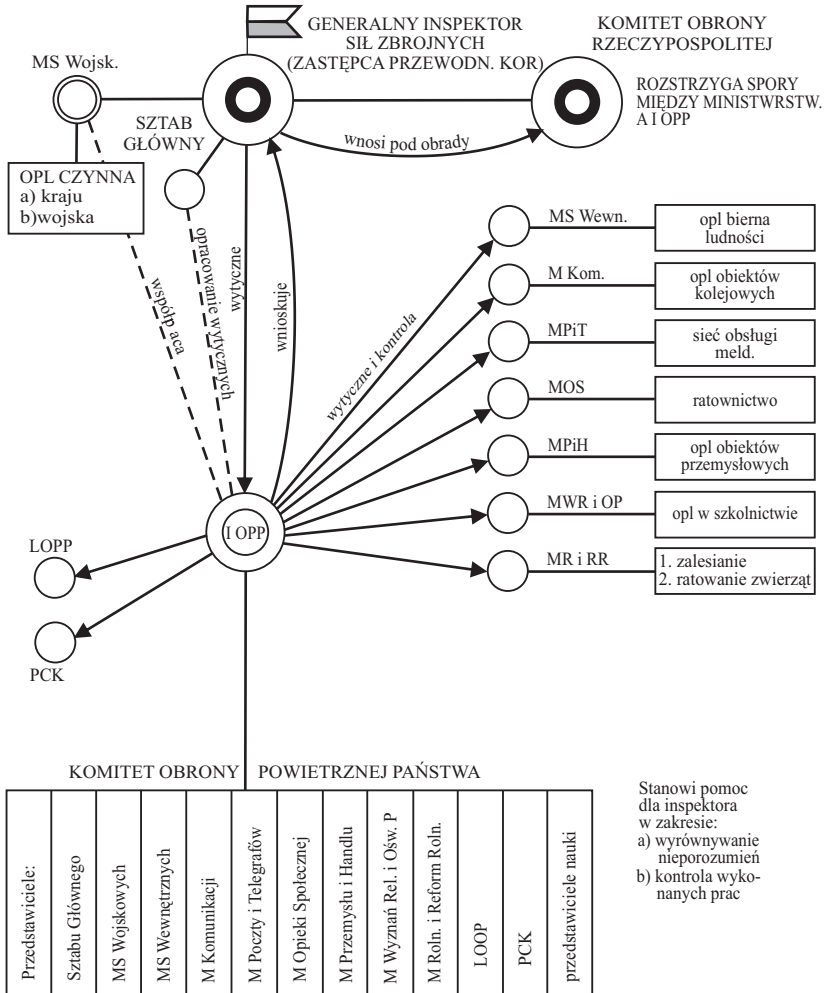 GENERALNY INSPEKTOR
SIŁ ZBROJNYCH
(ZASTĘPCA PRZEWODN. KOR)
KOMITET OBRONY
RZECZYPOSPOLITEJ
MS Wojsk.
ROZSTRZYGA SPORY
MIĘDZY MINISTWRSTW.
A I OPP
SZTAB
GŁÓWNY
wnosi pod obrady
OPL CZYNNA
a) kraju
b)wojska
współp aca
opracowanie wytycznych
wytyczne
wnioskuje
wytyczne i kontrola
MS Wewn.
opl bierna
ludności
M Kom.
opl obiektów
kolejowych
MPiT
sieć obsługi
meld.
MOS
ratownictwo
MPiH
opl obiektów
przemysłowych
MWR i OP
opl w szkolnictwie
MR i RR
1. zalesianie
2. ratowanie zwierząt
I OPP
LOPP
PCK
KOMITET OBRONY POWIETRZNEJ PAŃSTWA
Przedstawiciele:
Sztabu Głównego
MS Wojskowych
MS Wewnętrznych
M Komunikacji
M Poczty i Telegrafów
M Opieki Społecznej
M Przemysłu i Handlu
M Wyznań Rel. i Ośw. P
M Roln. i Reform Roln.
LOOP
PCK
przedstawiciele nauki
Stanowi pomoc
dla inspektora
w zakresie:
a) wyrównywanie
nieporozumień
b) kontrola wyko-
nanych prac